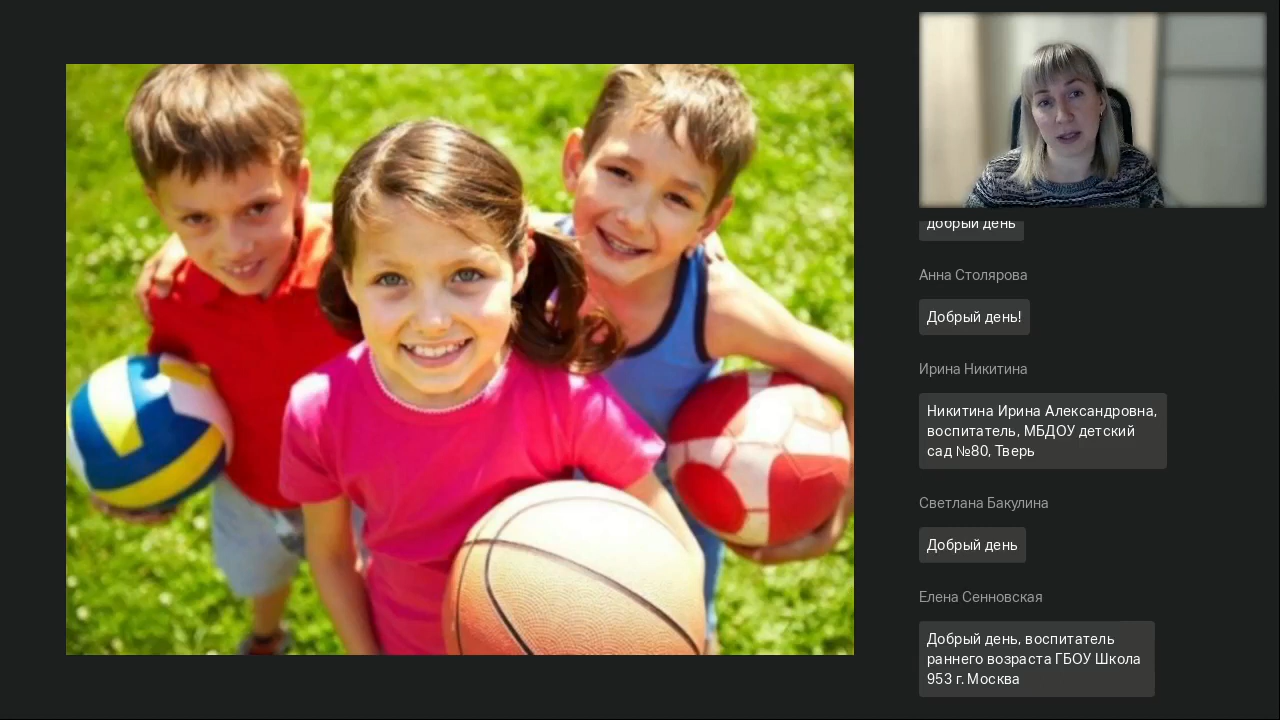 добрый день
Анна Столярова
Добрый день!
Ирина Никитина
Никитина Ирина Александровна,
воспитатель, МБДОУ детский
сад №80, Тверь
Светлана Бакулина
Добрый день
Елена Сенновская
Добрый день, воспитатель
раннего возраста ГБОУ Школа
953 г. Москва